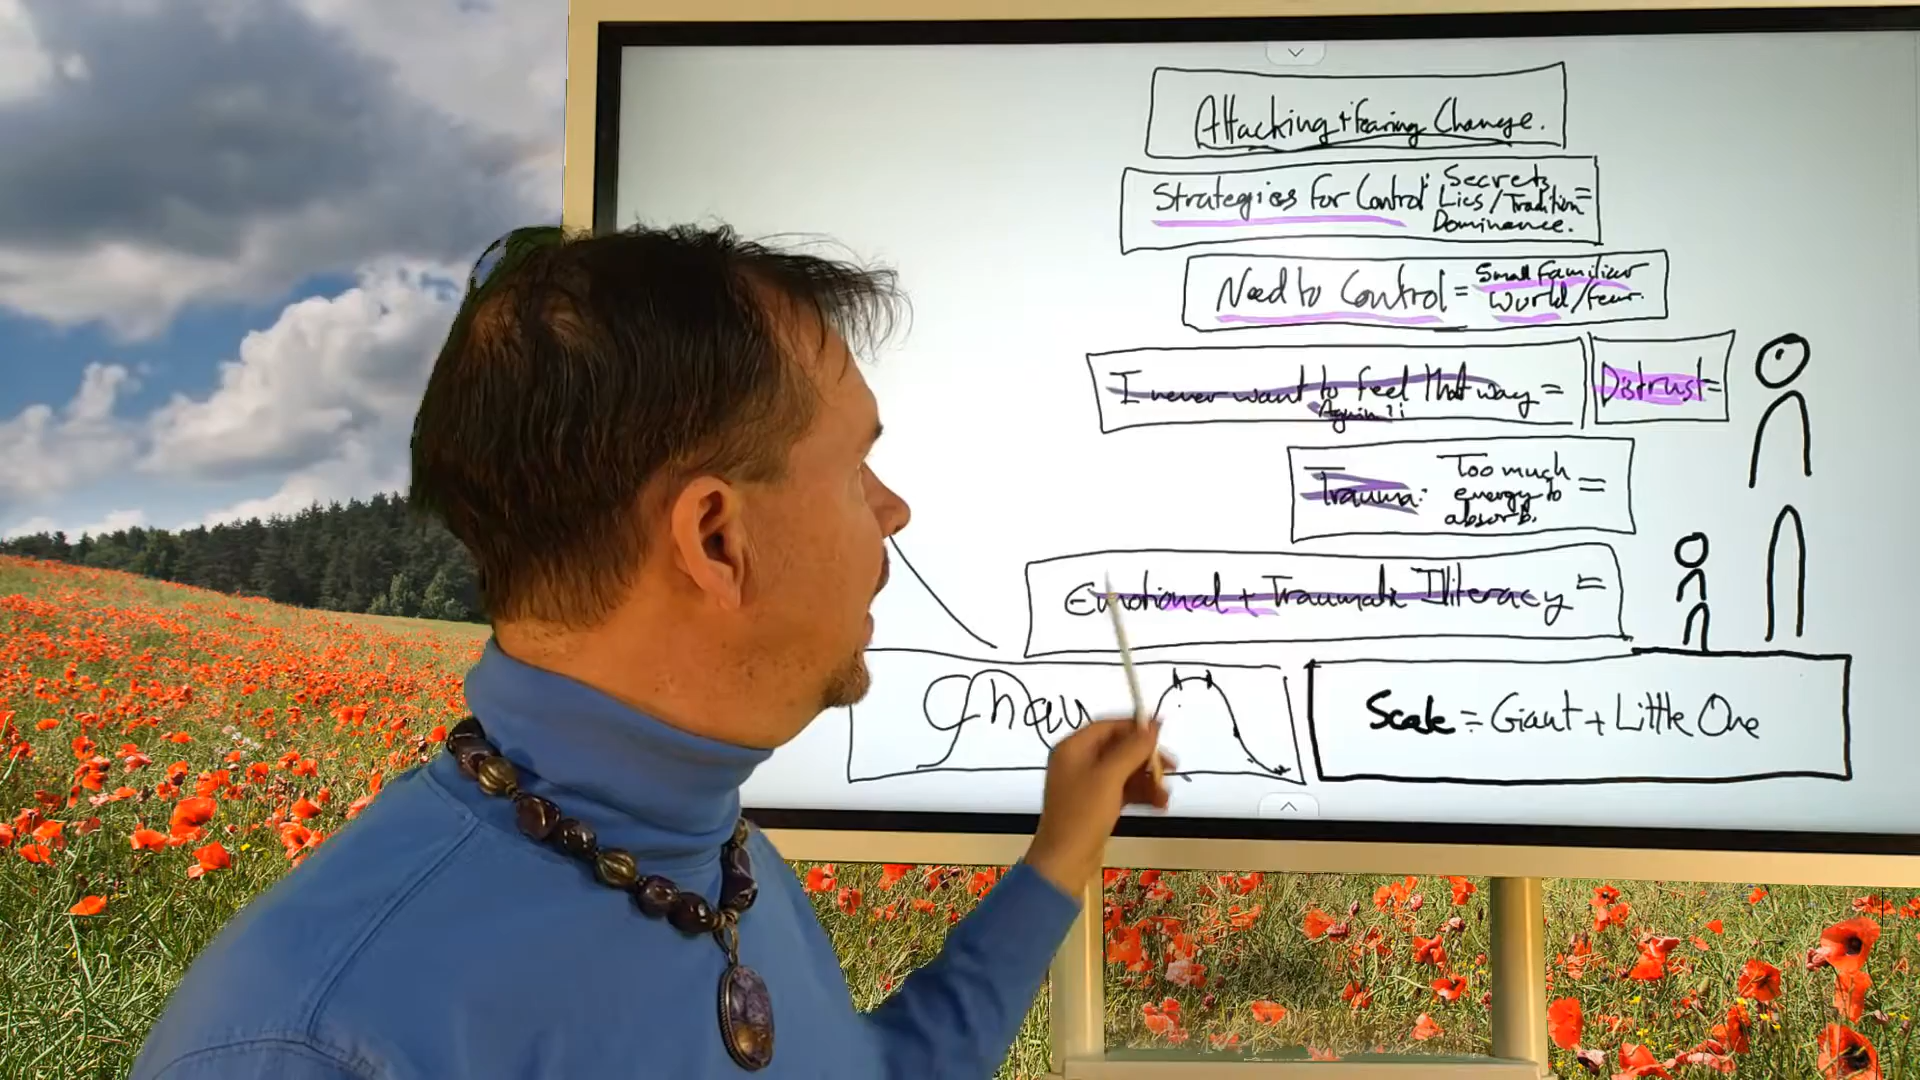 Attacking + Fearing Change.
Strategies for Control: Secrets
Lies / Tradition =
Dominance.
Need to Control = Small familiar
World / fear.
I never want to feel that way =
Again!!
Distrust =
Trauma: Too much
energy to
absorb. =
Emotional + Traumatic Illiteracy =
Scale = Giant + Little One